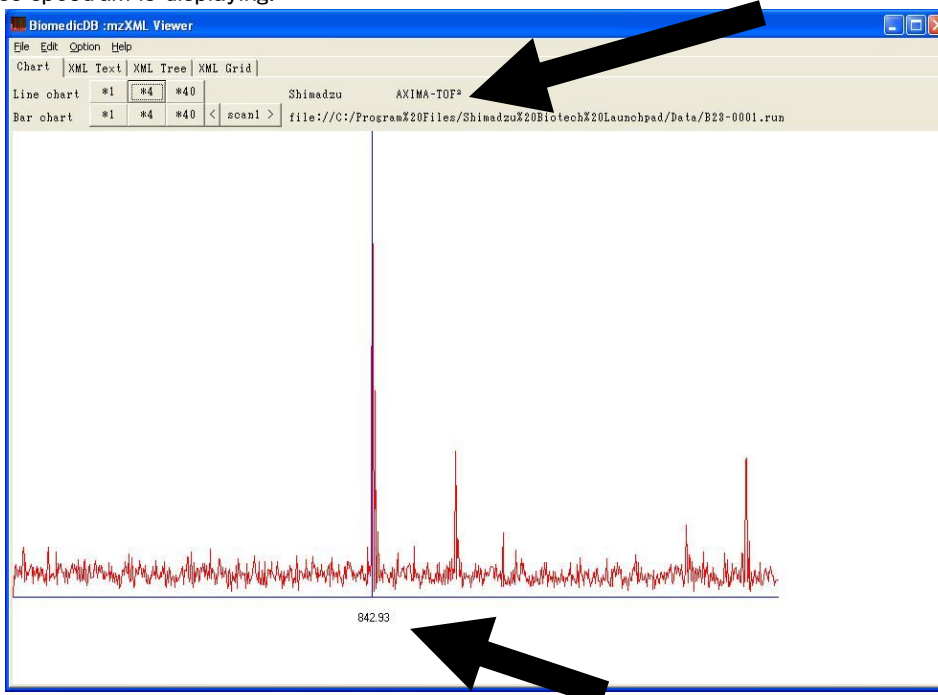 BiomedicDB :mzXML Viewer
File Edit Option Help
Chart XML Text XML Tree XML Grid
Line chart *1 *4 *40 Shimadzu AXIMA-TOF²
Bar chart *1 *4 *40 < scan1 > file://C:/Program%20Files/Shimadzu%20Biotech%20Launchpad/Data/B23-0001.run
842.93